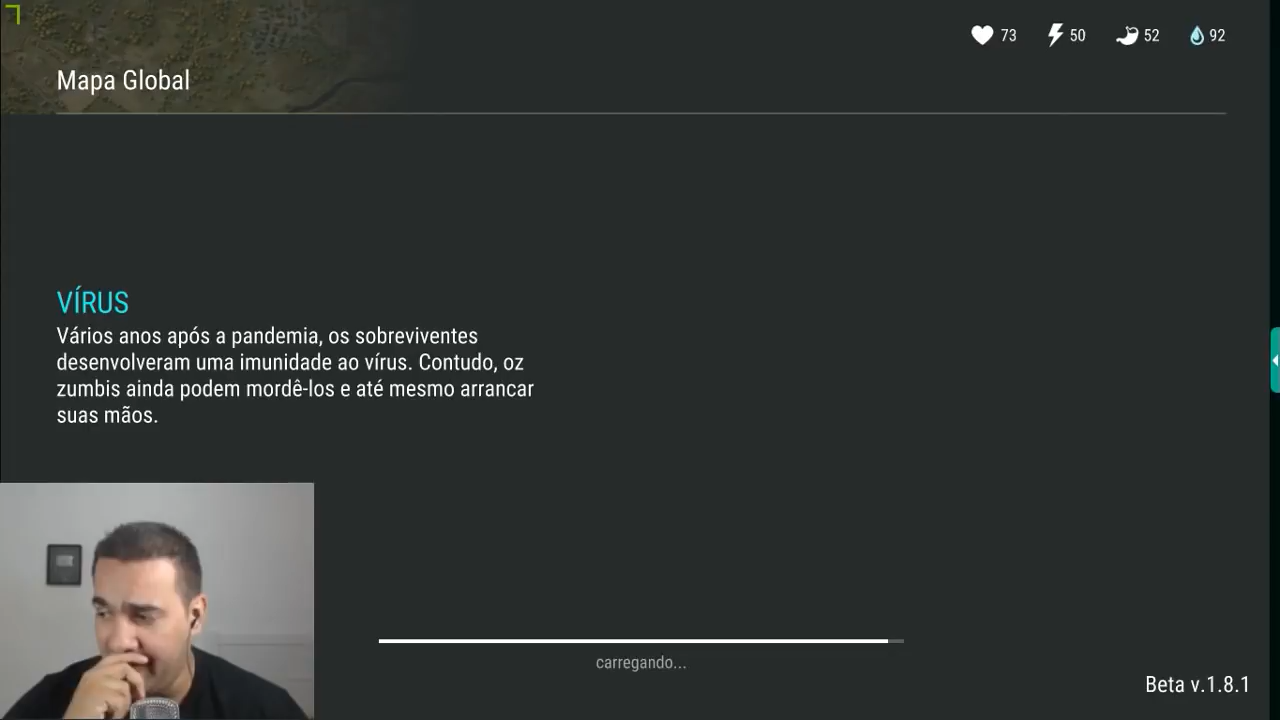 73 50 52 92
Mapa Global
VÍRUS
Vários anos após a pandemia, os sobreviventes
desenvolveram uma imunidade ao vírus. Contudo, oz
zumbis ainda podem mordê-los e até mesmo arrancar
suas mãos.
carregando...
Beta v.1.8.1